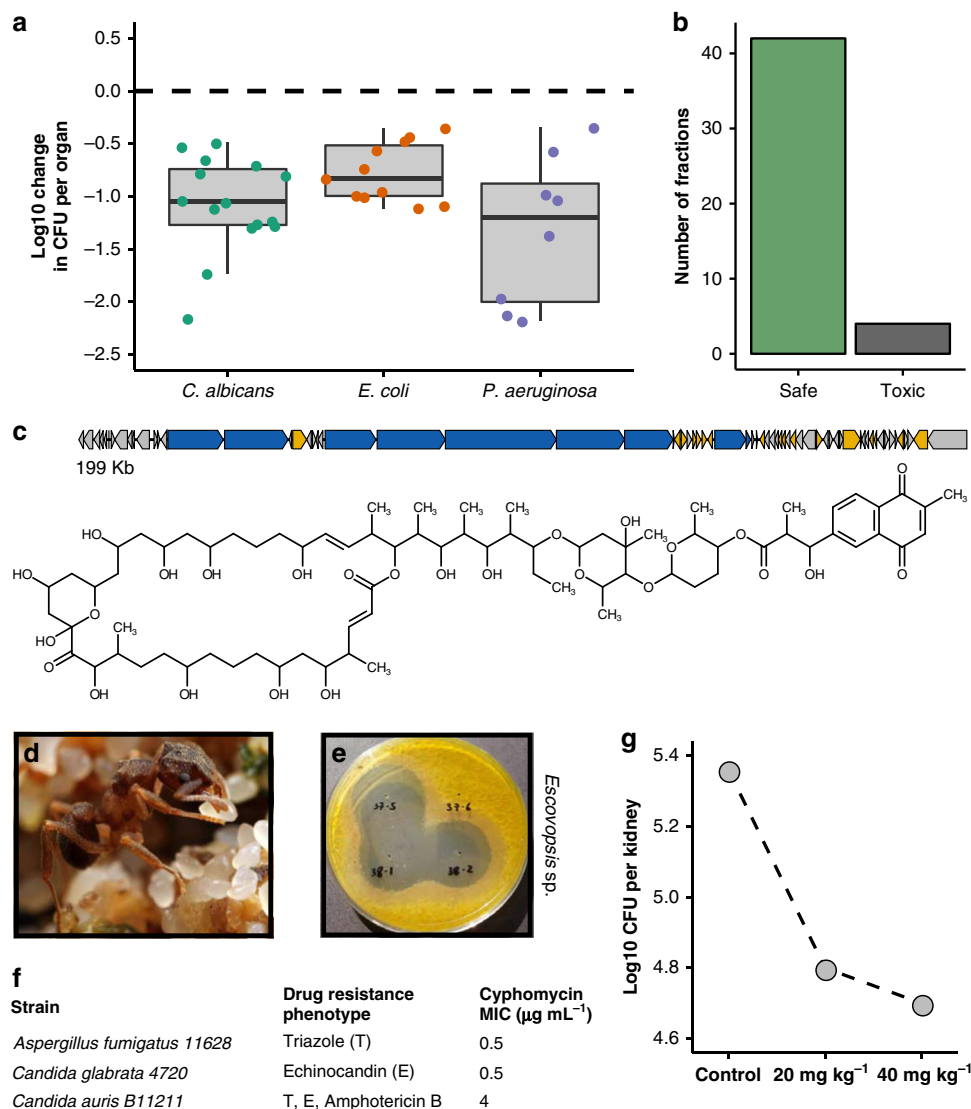 a
0.5
0.0
−0.5
−1.0
−1.5
−2.0
−2.5
Log10 change
in CFU per organ
C. albicans
E. coli
P. aeruginosa
b
40
30
20
10
0
Number of fractions
Safe
Toxic
c
199 Kb
CH3 CH3 CH3 CH3
OH
OH OH OH
OH
O
HO
O
CH3
OH OH OH OH
CH3
O
O
OH OH
O
CH3
O
OH
CH3
CH3
O
O
CH3
O
O
O
CH3
OH
O
CH3
O
d
e
37-5
37-6
38-1
38-2
Escovopsis sp.
f
Strain
Drug resistance
phenotype
Cyphomycin
MIC (μg mL−1)
Aspergillus fumigatus 11628
Triazole (T)
0.5
Candida glabrata 4720
Echinocandin (E)
0.5
Candida auris B11211
T, E, Amphotericin B
4
g
5.4
5.2
5.0
4.8
4.6
Log10 CFU per kidney
Control
20 mg kg−1
40 mg kg−1